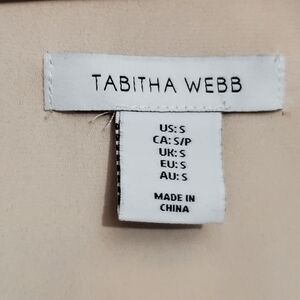 TABITHA WEBB
US: S
CA: S/P
UK: S
EU: S
AU: S
MADE IN
CHINA